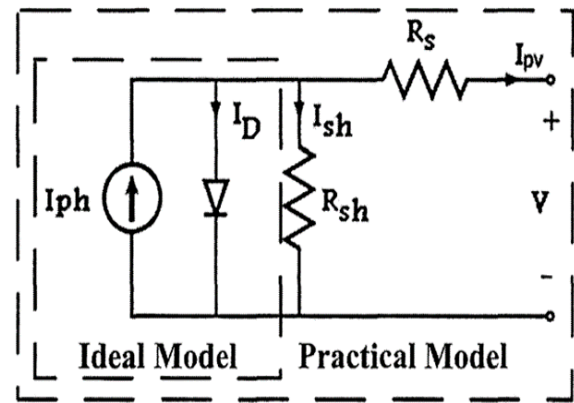 Rs
Ipv
ID
Ish
+
Iph
Rsh
V
-
Ideal Model
Practical Model